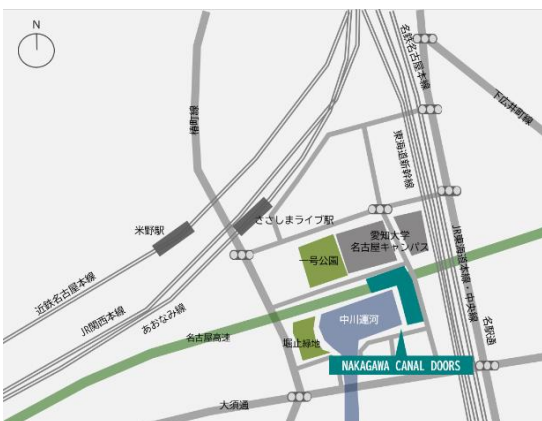 N
名鉄名古屋本線
下広井町線
椿町線
東海道新幹線
米野駅
ささしまライブ駅
愛知大学
名古屋キャンパス
一号公園
JR東海道本線・中央線
近鉄名古屋本線
JR関西本線
あおなみ線
名古屋高速
中川運河
堀止緑地
名駅通
NAKAGAWA CANAL DOORS
大須通